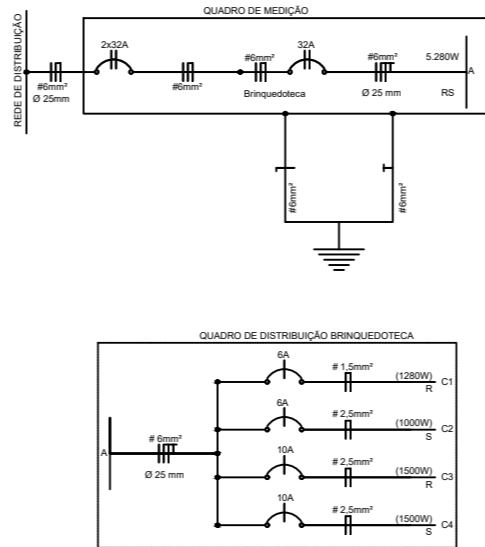 QUADRO DE MEDIÇÃO
REDE DE DISTRIBUIÇÃO
2x32A
32A
#6mm²
Ø 25mm
#6mm²
#6mm²
Brinquedoteca
#6mm²
Ø 25 mm
5.280W
A
RS
#6mm²
#6mm²
QUADRO DE DISTRIBUIÇÃO BRINQUEDOTECA
A
# 6mm²
Ø 25 mm
6A
# 1,5mm²
(1280W)
R
C1
6A
# 2,5mm²
(1000W)
S
C2
10A
# 2,5mm²
(1500W)
R
C3
10A
# 2,5mm²
(1500W)
S
C4